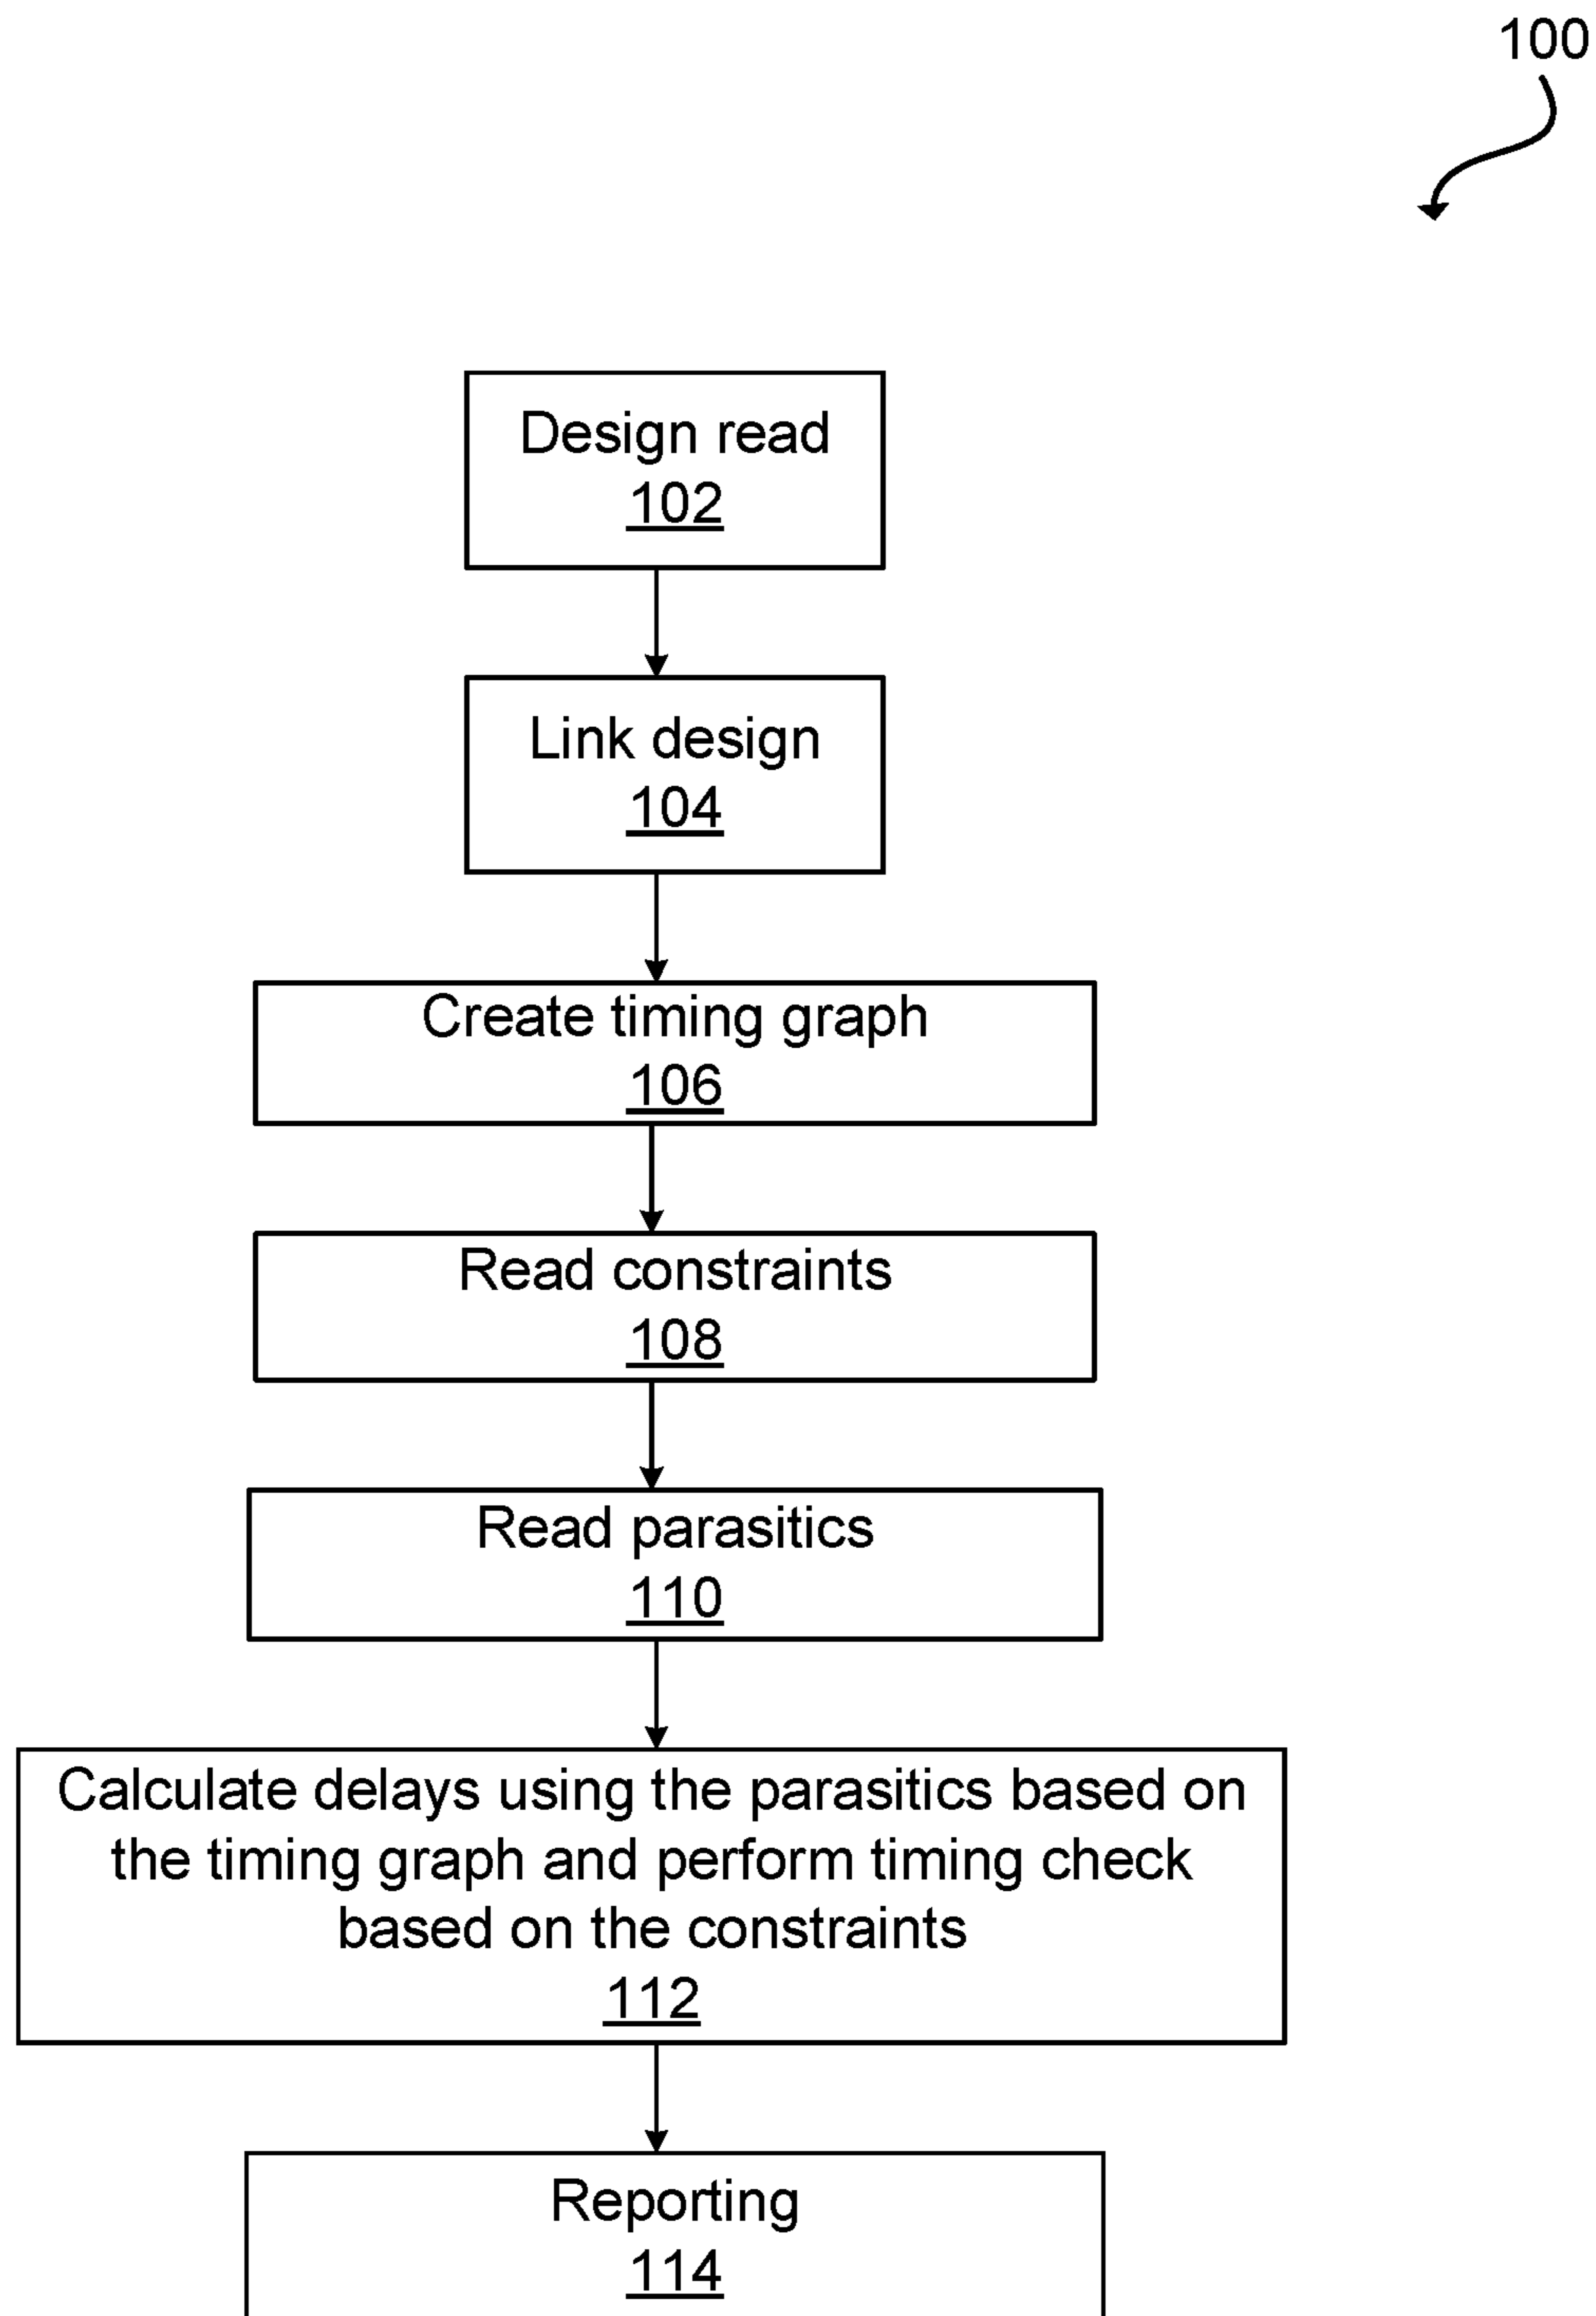 100
Design read
102
Link design
104
Create timing graph
106
Read constraints
108
Read parasitics
110
Calculate delays using the parasitics based on
the timing graph and perform timing check
based on the constraints
112
Reporting
114